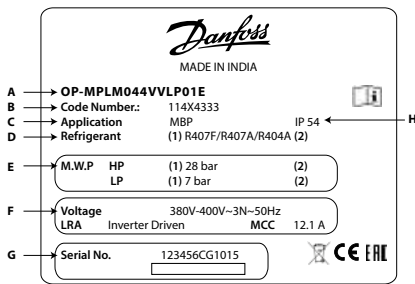 Danfoss
MADE IN INDIA
A OP-MPLM044VVLP01E
B Code Number.: 114X4333
C Application MBP IP 54 H
D Refrigerant (1) R407F/R407A/R404A (2)
E M.W.P HP (1) 28 bar (2)
LP (1) 7 bar (2)
F Voltage 380V-400V~3N~50Hz
LRA Inverter Driven MCC 12.1 A
G Serial No. 123456CG1015
CE EAC